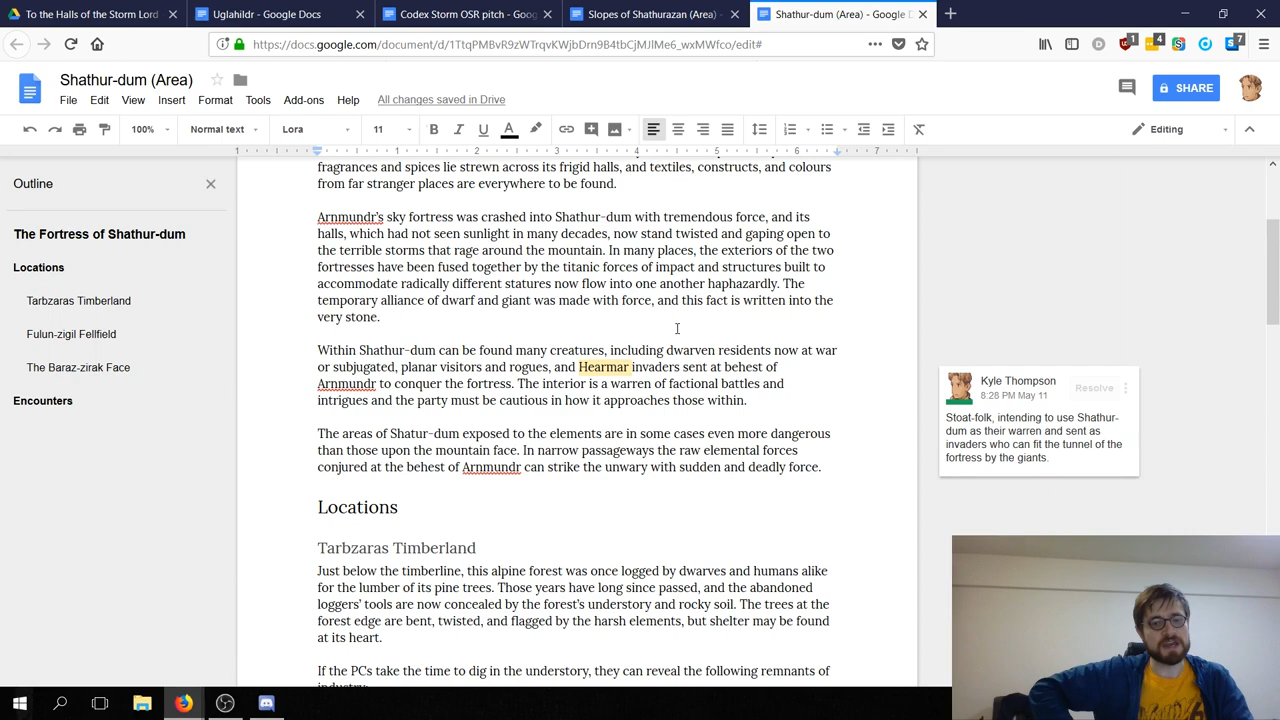 To the Halls of the Storm Lord
Uglahildr - Google Docs
Codex Storm OSR pitch - Goog
Slopes of Shathurazan (Area) -
Shathur-dum (Area) - Google D
https://docs.google.com/document/1TtqPMBvR9zWTrqvKWjbDrn9B4tbCjMJlMe6_wxMWfco/edit#
1
4
7
Shathur-dum (Area)
File Edit View Insert Format Tools Add-ons Help All changes saved in Drive
SHARE
100% Normal text Lora 11 Editing
1 1 2 3 4 5 6 7
Outline
The Fortress of Shathur-dum
Locations
Tarbzaras Timberland
Fulun-zigil Fellfield
The Baraz-zirak Face
Encounters
fragrances and spices lie strewn across its frigid halls, and textiles, constructs, and colours
from far stranger places are everywhere to be found.
Arnmundr's sky fortress was crashed into Shathur-dum with tremendous force, and its
halls, which had not seen sunlight in many decades, now stand twisted and gaping open to
the terrible storms that rage around the mountain. In many places, the exteriors of the two
fortresses have been fused together by the titanic forces of impact and structures built to
accommodate radically different statures now flow into one another haphazardly. The
temporary alliance of dwarf and giant was made with force, and this fact is written into the
very stone.
Within Shathur-dum can be found many creatures, including dwarven residents now at war
or subjugated, planar visitors and rogues, and Hearmar invaders sent at behest of
Arnmundr to conquer the fortress. The interior is a warren of factional battles and
intrigues and the party must be cautious in how it approaches those within.
The areas of Shatur-dum exposed to the elements are in some cases even more dangerous
than those upon the mountain face. In narrow passageways the raw elemental forces
conjured at the behest of Arnmundr can strike the unwary with sudden and deadly force.
Locations
Tarbzaras Timberland
Just below the timberline, this alpine forest was once logged by dwarves and humans alike
for the lumber of its pine trees. Those years have long since passed, and the abandoned
loggers' tools are now concealed by the forest's understory and rocky soil. The trees at the
forest edge are bent, twisted, and flagged by the harsh elements, but shelter may be found
at its heart.
If the PCs take the time to dig in the understory, they can reveal the following remnants of
industry:
Kyle Thompson
8:28 PM May 11
Resolve
Stoat-folk, intending to use Shathur-
dum as their warren and sent as
invaders who can fit the tunnel of the
fortress by the giants.